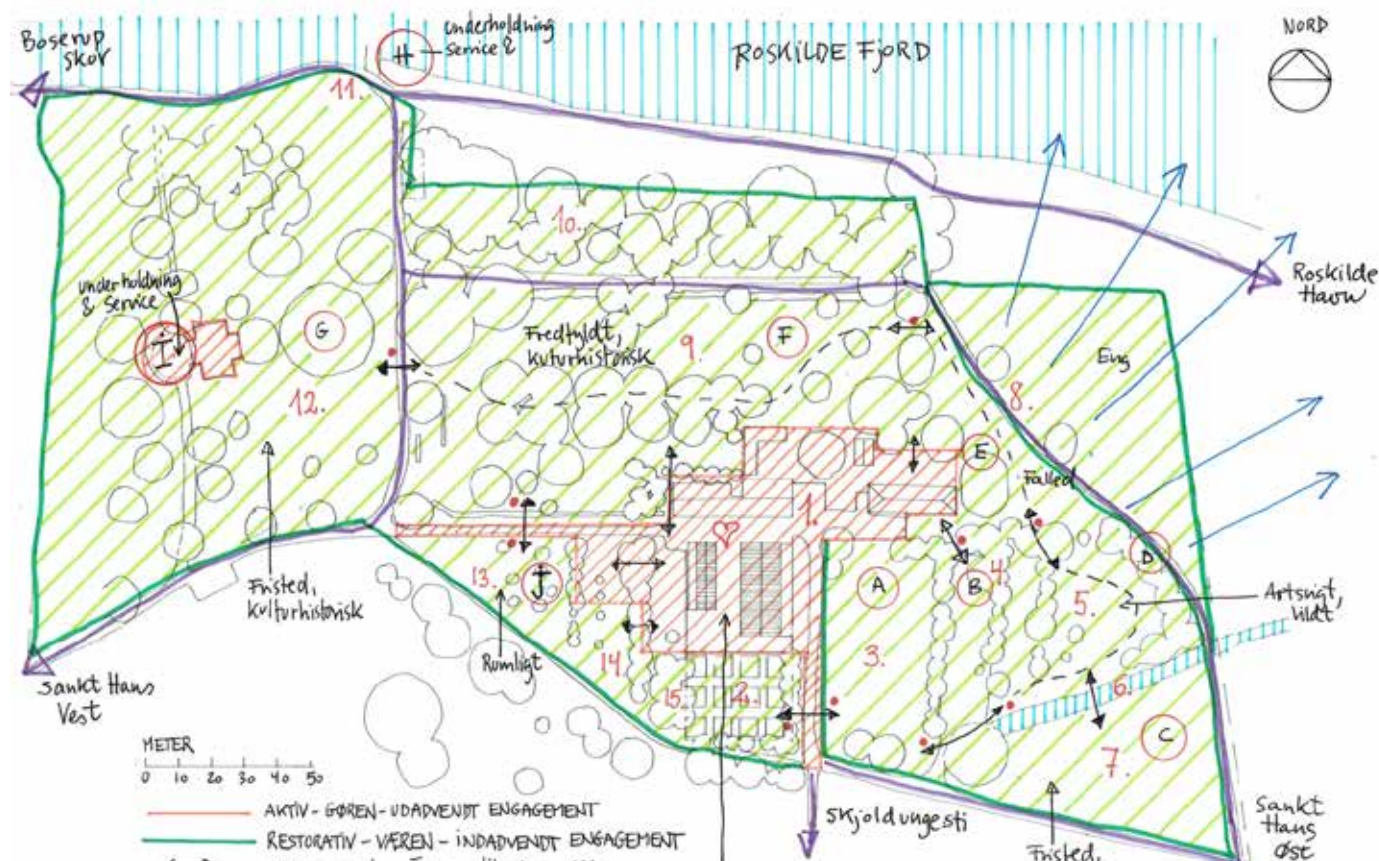 Boserup
skov
underholdning
service &
H
ROSKILDE FJORD
NORD
11.
10.
underholdning
& service
I
G
12.
Fredfyldt,
kuturhistorisk
9.
F
Eng
8.
Roskilde
Havn
E
Fælled
1.
D
Artsrigt,
vildt
A
B
4.
5.
3.
6.
7.
C
13.
J
14.
15.
2.
Rumligt
Fristed,
kulturhistorisk
Sankt Hans
Vest
METER
0 10 20 30 40 50
AKTIV - GØREN - UDADVENDT ENGAGEMENT
RESTORATIV - VÆREN - INDADVENDT ENGAGEMENT
Skjoldungesti
Fristed,
Sankt
Hans
Øst